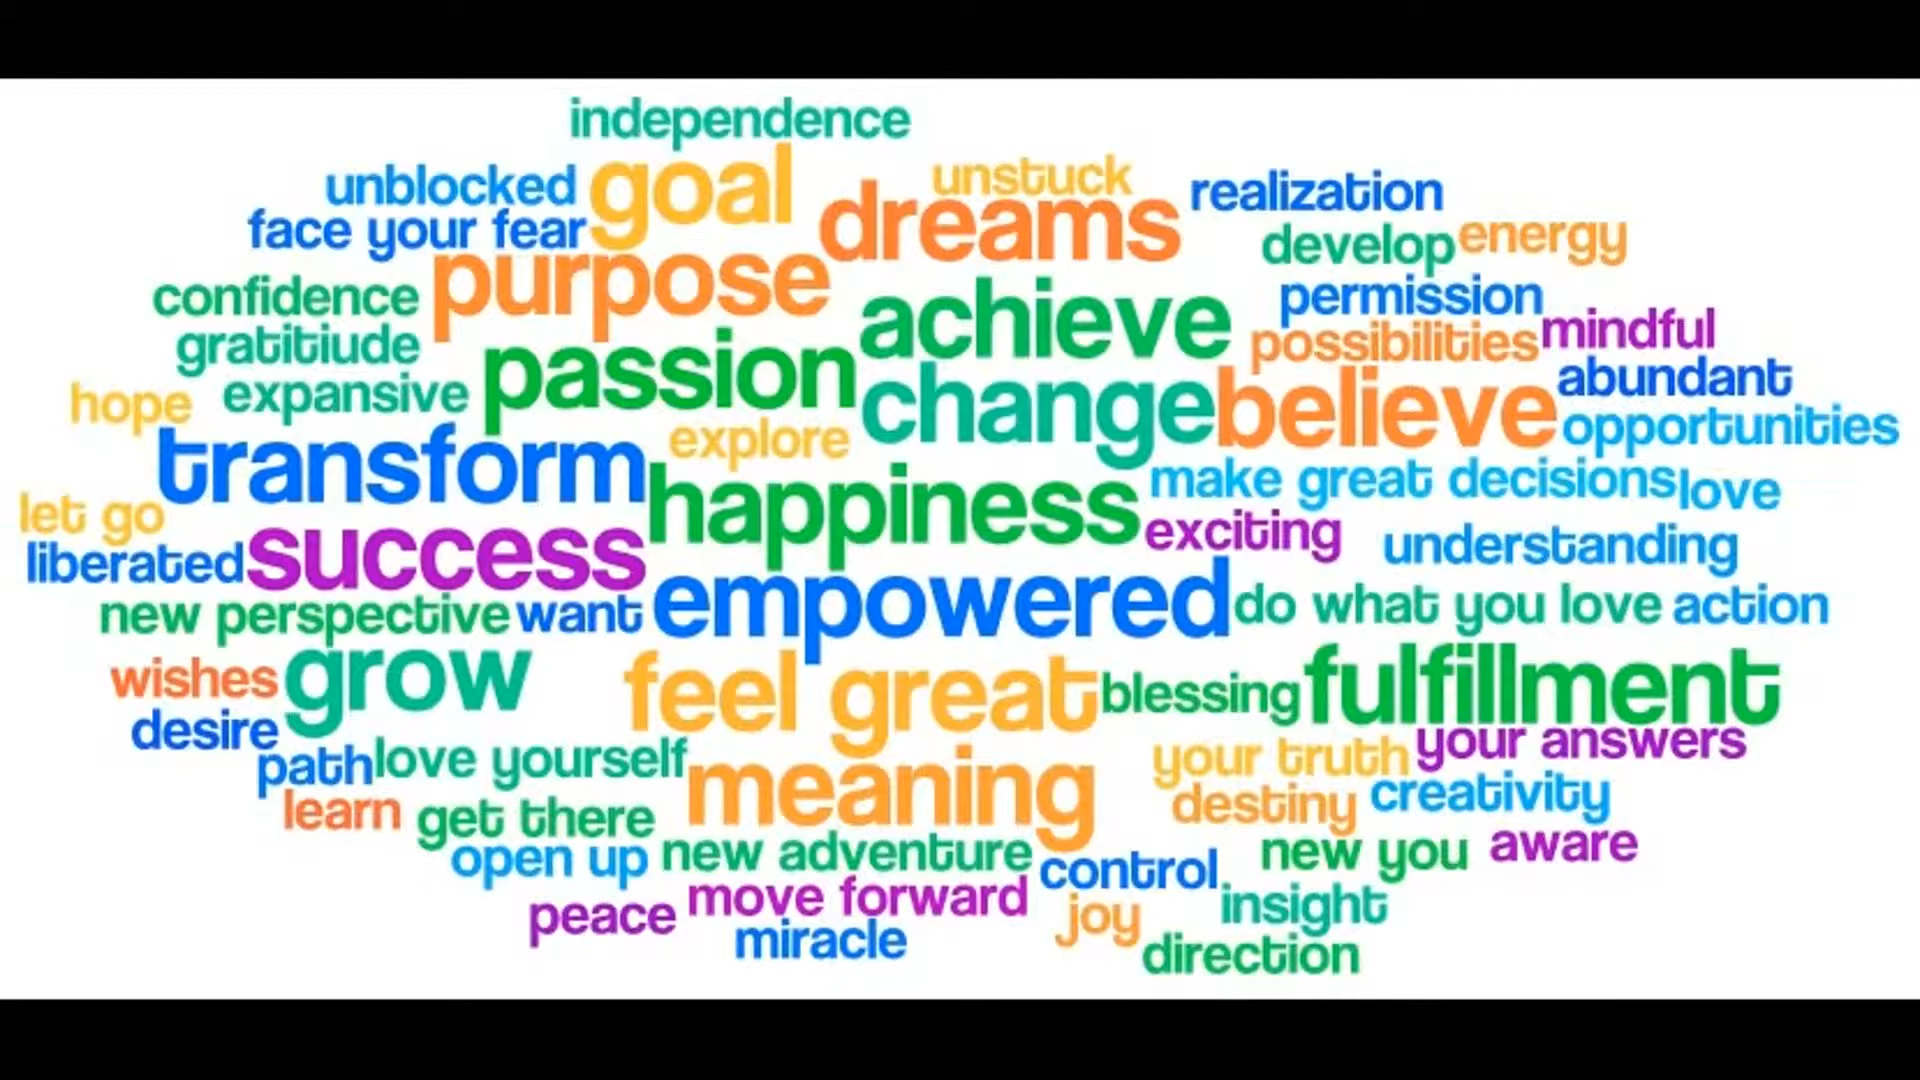 independence
unblocked
goal
unstuck
realization
face your fear
dreams
develop
energy
purpose
confidence
permission
achieve
gratitiude
possibilities
mindful
passion
abundant
hope
expansive
change
believe
opportunities
explore
transform
make great decisions
love
let go
happiness
exciting
understanding
liberated
success
new perspective
want
empowered
do what you love
action
wishes
grow
feel great
blessing
fulfillment
desire
path
love yourself
your truth
your answers
meaning
learn
get there
destiny
creativity
open up
new adventure
control
new you
aware
peace
move forward
joy
insight
miracle
direction